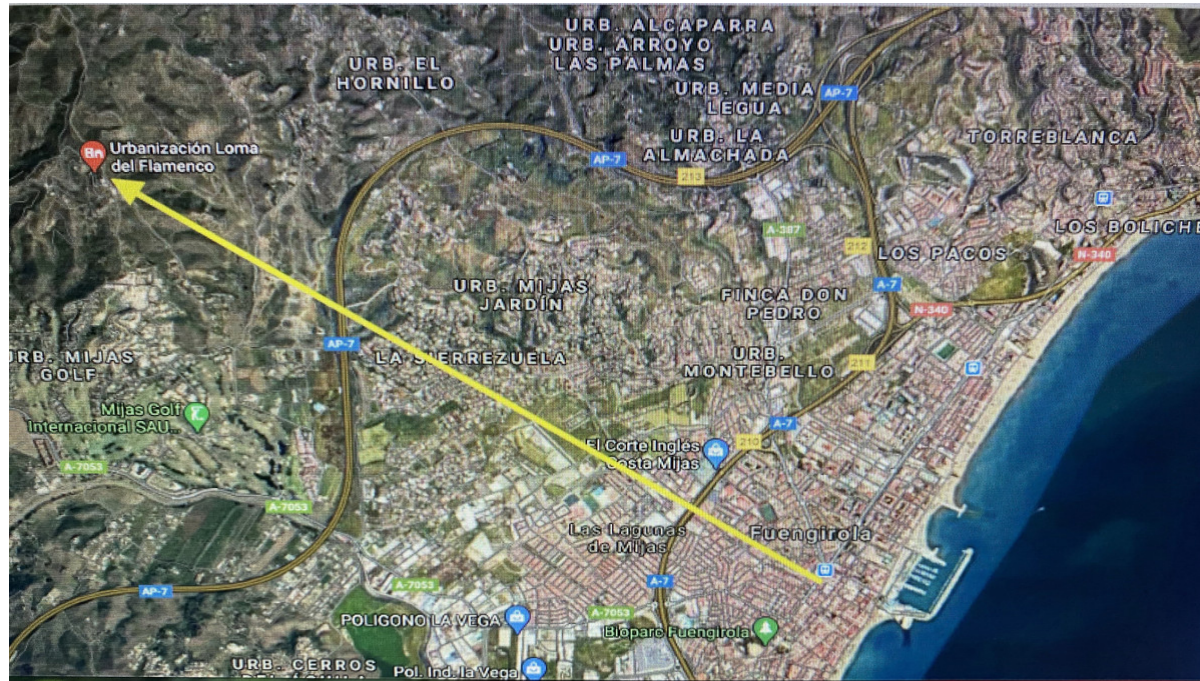 URB. ALCAPARRA
URB. ARROYO
LAS PALMAS
URB. EL
HORNILLO
URB. MEDIA
LEGUA
AP-7
URB. LA
ALMACHADA
TORREBLANCA
Urbanización Loma
del Flamenco
AP-7
213
A-387
212
LOS PACOS
LOS BOLICHE
N-340
URB. MIJAS
JARDÍN
FINCA DON
PEDRO
A-7
N-340
AP-7
LA SIERREZUELA
URB. MIJAS
GOLF
URB.
MONTEBELLO
211
Mijas Golf
Internacional SAU...
A-7
210
El Corte Inglés
Costa Mijas
A-7053
A-7053
Las Lagunas
de Mijas
Fuengirola
AP-7
A-7053
A-7
POLIGONO LA VEGA
A-7053
Bioparc Fuengirola
URB. CERROS
Pol. Ind. la Vega